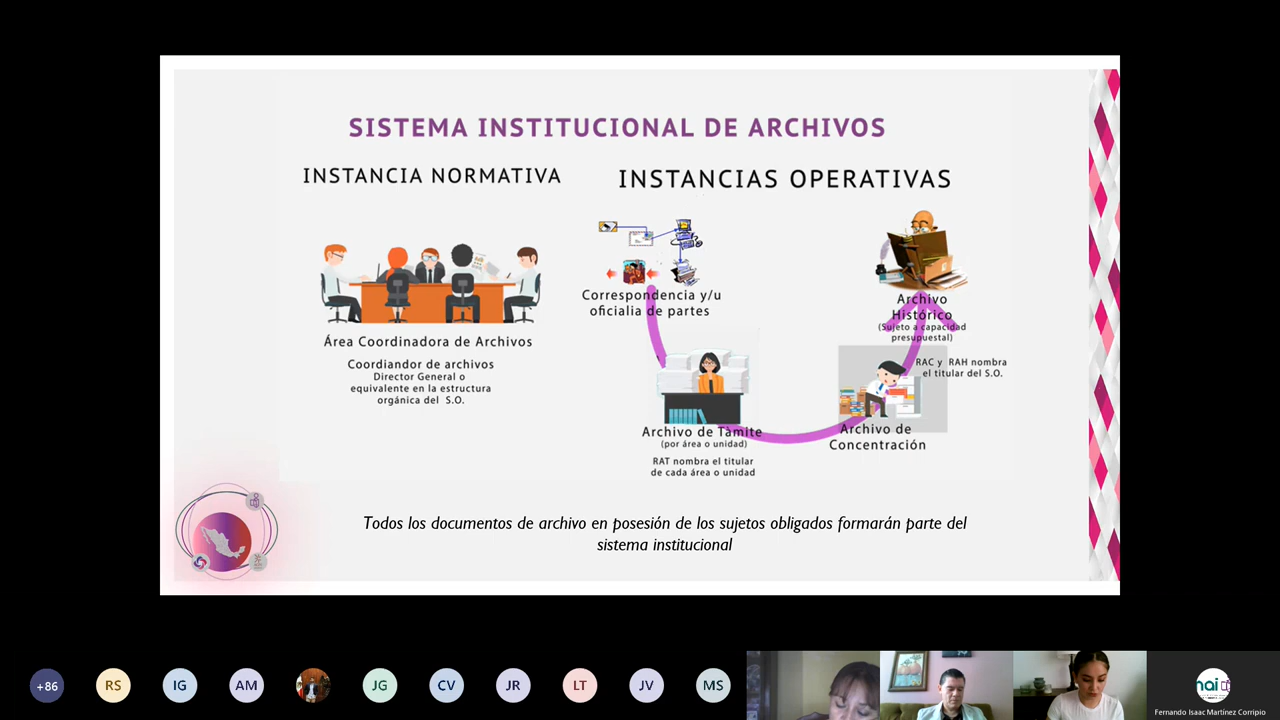 SISTEMA INSTITUCIONAL DE ARCHIVOS
INSTANCIA NORMATIVA
INSTANCIAS OPERATIVAS
Correspondencia y/u
oficialia de partes
Archivo
Histórico
(Sujeto a capacidad
presupuestal)
Área Coordinadora de Archivos
Coordiandor de archivos
Director General o
equivalente en la estructura
orgánica del S.O.
RAC y RAH nombra
el titular del S.O.
Archivo de Tamite
(por área o unidad)
RAT nombra el titular
de cada área o unidad
Archivo de
Concentración
Todos los documentos de archivo en posesión de los sujetos obligados formarán parte del
sistema institucional
+86
RS
IG
AM
JG
CV
JR
LT
JV
MS
Fernando Isaac Martínez Corripio